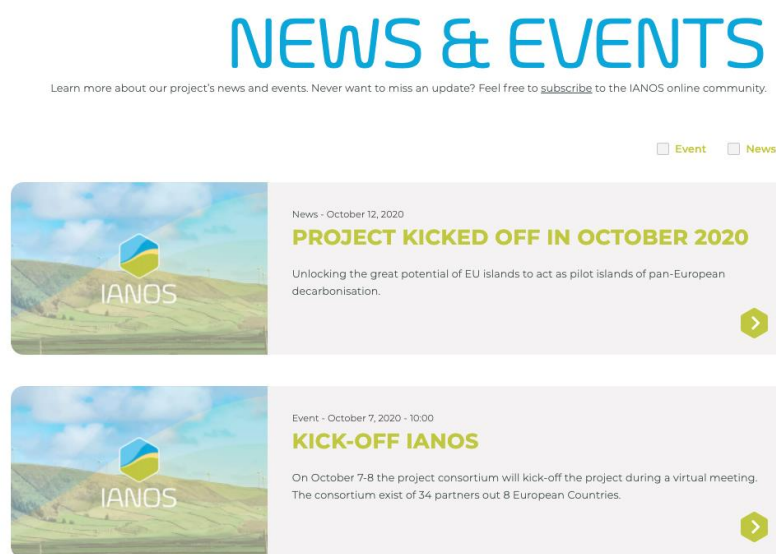 NEWS & EVENTS
Learn more about our project's news and events. Never want to miss an update? Feel free to subscribe to the IANOS online community.
Event News
IANOS
News - October 12, 2020
PROJECT KICKED OFF IN OCTOBER 2020
Unlocking the great potential of EU islands to act as pilot islands of pan-European
decarbonisation.
IANOS
Event - October 7, 2020 - 10:00
KICK-OFF IANOS
On October 7-8 the project consortium will kick-off the project during a virtual meeting.
The consortium exist of 34 partners out 8 European Countries.